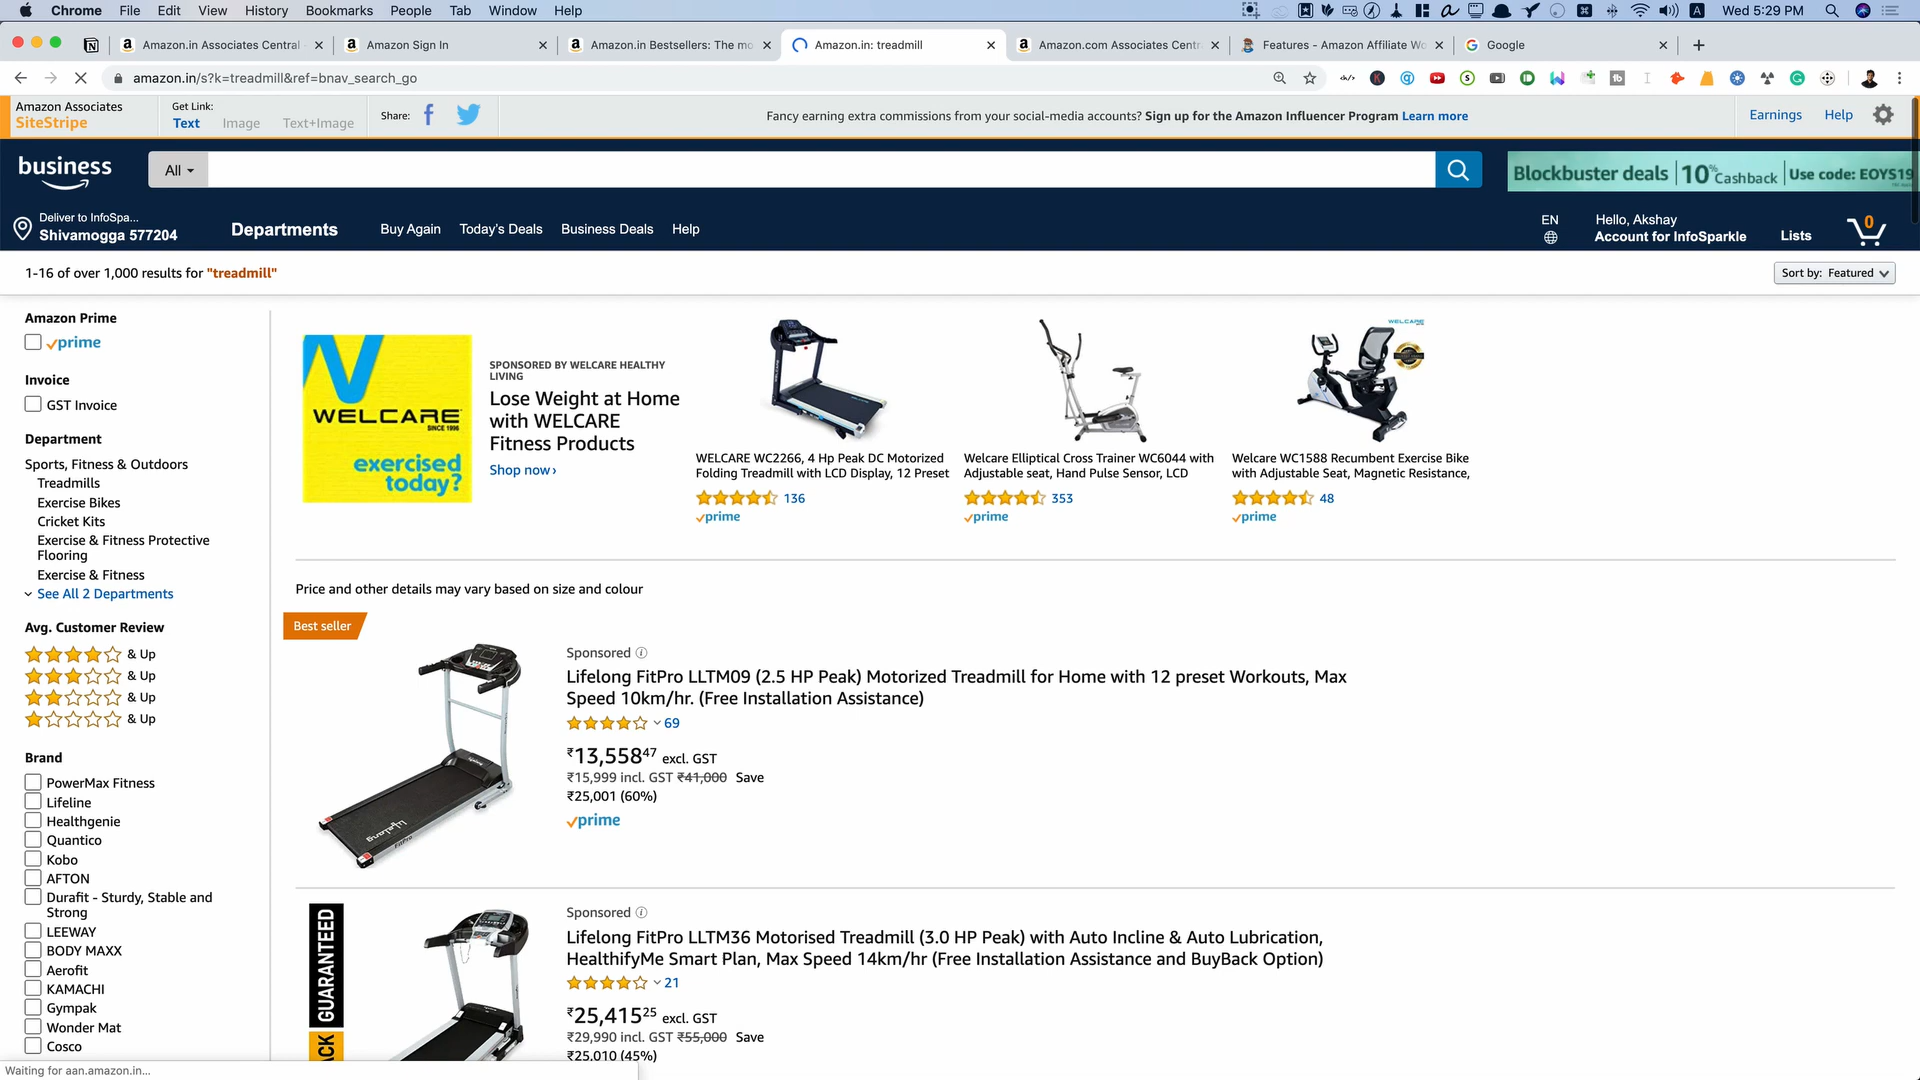 Chrome File Edit View History Bookmarks People Tab Window Help Wed 5:29 PM
Amazon.in Associates Central Amazon Sign In Amazon.in Bestsellers: The mo Amazon.in: treadmill Amazon.com Associates Centr Features - Amazon Affiliate Wo Google
amazon.in/s?k=treadmill&ref=bnav_search_go
Amazon Associates
SiteStripe
Get Link:
Text Image Text+Image
Share:
Fancy earning extra commissions from your social-media accounts? Sign up for the Amazon Influencer Program Learn more
Earnings Help
business
All
Blockbuster deals 10% Cashback Use code: EOYS19
Deliver to InfoSpa...
Shivamogga 577204
Departments Buy Again Today's Deals Business Deals Help
EN
Hello, Akshay
Account for InfoSparkle
Lists
0
1-16 of over 1,000 results for "treadmill"
Sort by: Featured
Amazon Prime
prime
Invoice
GST Invoice
Department
Sports, Fitness & Outdoors
Treadmills
Exercise Bikes
Cricket Kits
Exercise & Fitness Protective
Flooring
Exercise & Fitness
See All 2 Departments
Avg. Customer Review
& Up
& Up
& Up
& Up
Brand
PowerMax Fitness
Lifeline
Healthgenie
Quantico
Kobo
AFTON
Durafit - Sturdy, Stable and
Strong
LEEWAY
BODY MAXX
Aerofit
KAMACHI
Gympak
Wonder Mat
Cosco
WELCARE
SINCE 1996
exercised
today?
SPONSORED BY WELCARE HEALTHY
LIVING
Lose Weight at Home
with WELCARE
Fitness Products
Shop now›
WELCARE WC2266, 4 Hp Peak DC Motorized
Folding Treadmill with LCD Display, 12 Preset
136
prime
Welcare Elliptical Cross Trainer WC6044 with
Adjustable seat, Hand Pulse Sensor, LCD
353
prime
WELCARE
Welcare WC1588 Recumbent Exercise Bike
with Adjustable Seat, Magnetic Resistance,
48
prime
Price and other details may vary based on size and colour
Best seller
Sponsored
Lifelong FitPro LLTM09 (2.5 HP Peak) Motorized Treadmill for Home with 12 preset Workouts, Max
Speed 10km/hr. (Free Installation Assistance)
69
₹13,55847 excl. GST
₹15,999 incl. GST ₹41,000 Save
₹25,001 (60%)
prime
GUARANTEED
ACK
Sponsored
Lifelong FitPro LLTM36 Motorised Treadmill (3.0 HP Peak) with Auto Incline & Auto Lubrication,
HealthifyMe Smart Plan, Max Speed 14km/hr (Free Installation Assistance and BuyBack Option)
21
₹25,41525 excl. GST
₹29,990 incl. GST ₹55,000 Save
₹25,010 (45%)
Waiting for aan.amazon.in...